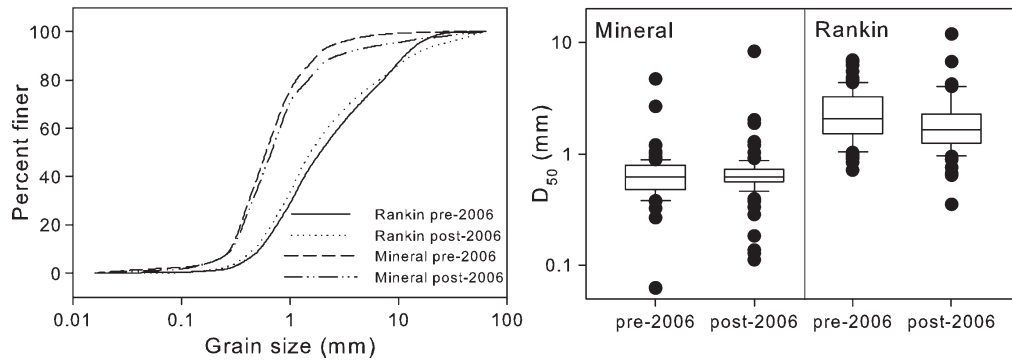 100
80
60
40
20
0
Percent finer
Rankin pre-2006
Rankin post-2006
Mineral pre-2006
Mineral post-2006
0.01 0.1 1 10 100
Grain size (mm)
Mineral Rankin
10
1
0.1
D50 (mm)
pre-2006 post-2006 pre-2006 post-2006